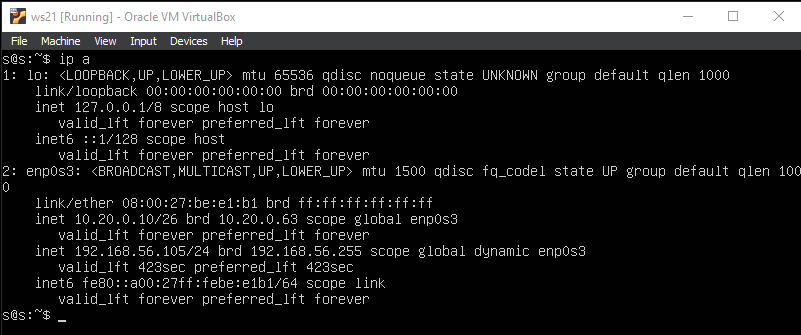 ws21 [Running] - Oracle VM VirtualBox
File Machine View Input Devices Help
s@s:~$ ip a
1: lo: <LOOPBACK,UP,LOWER_UP> mtu 65536 qdisc noqueue state UNKNOWN group default qlen 1000
    link/loopback 00:00:00:00:00:00 brd 00:00:00:00:00:00
    inet 127.0.0.1/8 scope host lo
       valid_lft forever preferred_lft forever
    inet6 ::1/128 scope host
       valid_lft forever preferred_lft forever
2: enp0s3: <BROADCAST,MULTICAST,UP,LOWER_UP> mtu 1500 qdisc fq_codel state UP group default qlen 100
0
    link/ether 08:00:27:be:e1:b1 brd ff:ff:ff:ff:ff:ff
    inet 10.20.0.10/26 brd 10.20.0.63 scope global enp0s3
       valid_lft forever preferred_lft forever
    inet 192.168.56.105/24 brd 192.168.56.255 scope global dynamic enp0s3
       valid_lft 423sec preferred_lft 423sec
    inet6 fe80::a00:27ff:febe:e1b1/64 scope link
       valid_lft forever preferred_lft forever
s@s:~$ _